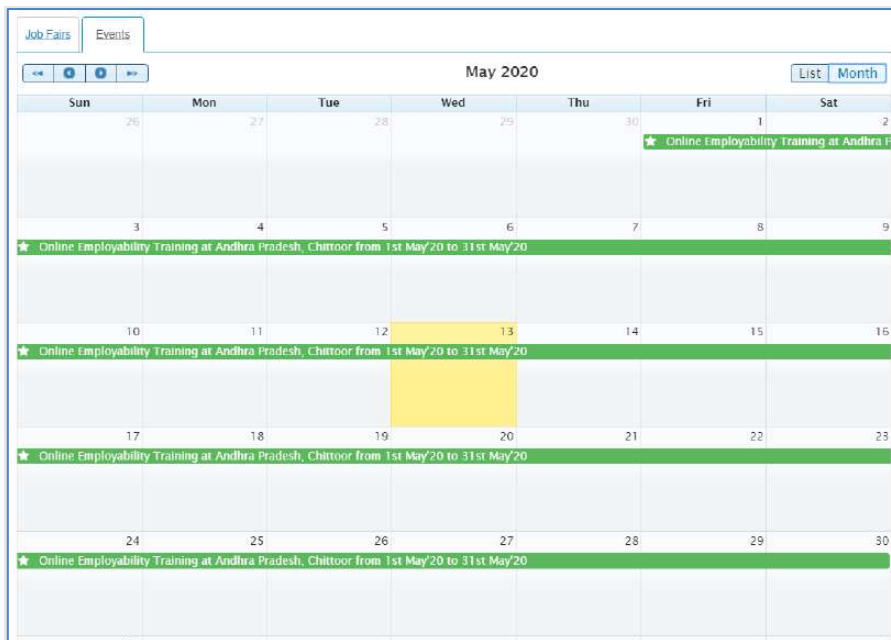 Job Fairs Events
May 2020 List Month
Sun Mon Tue Wed Thu Fri Sat
26 27 28 29 30 1 2
Online Employability Training at Andhra P
3 4 5 6 7 8 9
Online Employability Training at Andhra Pradesh, Chittoor from 1st May'20 to 31st May'20
10 11 12 13 14 15 16
Online Employability Training at Andhra Pradesh, Chittoor from 1st May'20 to 31st May'20
17 18 19 20 21 22 23
Online Employability Training at Andhra Pradesh, Chittoor from 1st May'20 to 31st May'20
24 25 26 27 28 29 30
Online Employability Training at Andhra Pradesh, Chittoor from 1st May'20 to 31st May'20